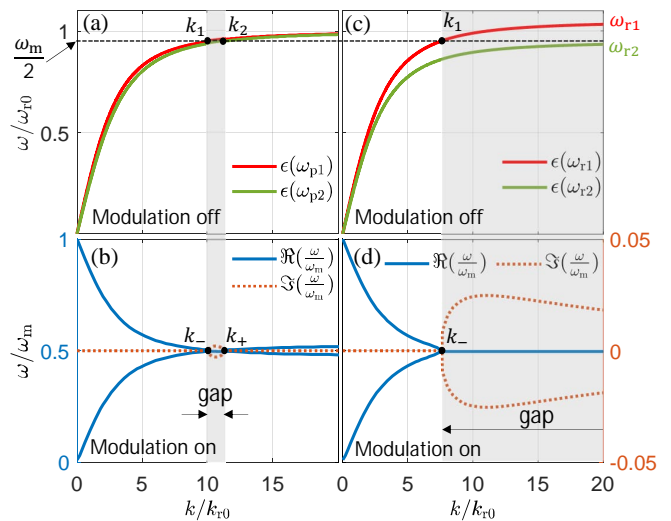 (a)
k₁
k₂
ω_m/2
ω/ω_r0
1
0.5
ϵ(ω_p1)
ϵ(ω_p2)
Modulation off
(c)
k₁
ω_r1
ω_r2
ϵ(ω_r1)
ϵ(ω_r2)
Modulation off
(b)
ℜ(ω/ω_m)
ℑ(ω/ω_m)
ω/ω_m
1
0.5
0
k₋
k₊
gap
Modulation on
0
5
10
15
k/k_r0
(d)
ℜ(ω/ω_m)
ℑ(ω/ω_m)
k₋
gap
Modulation on
0.05
0
-0.05
0
5
10
15
20
k/k_r0